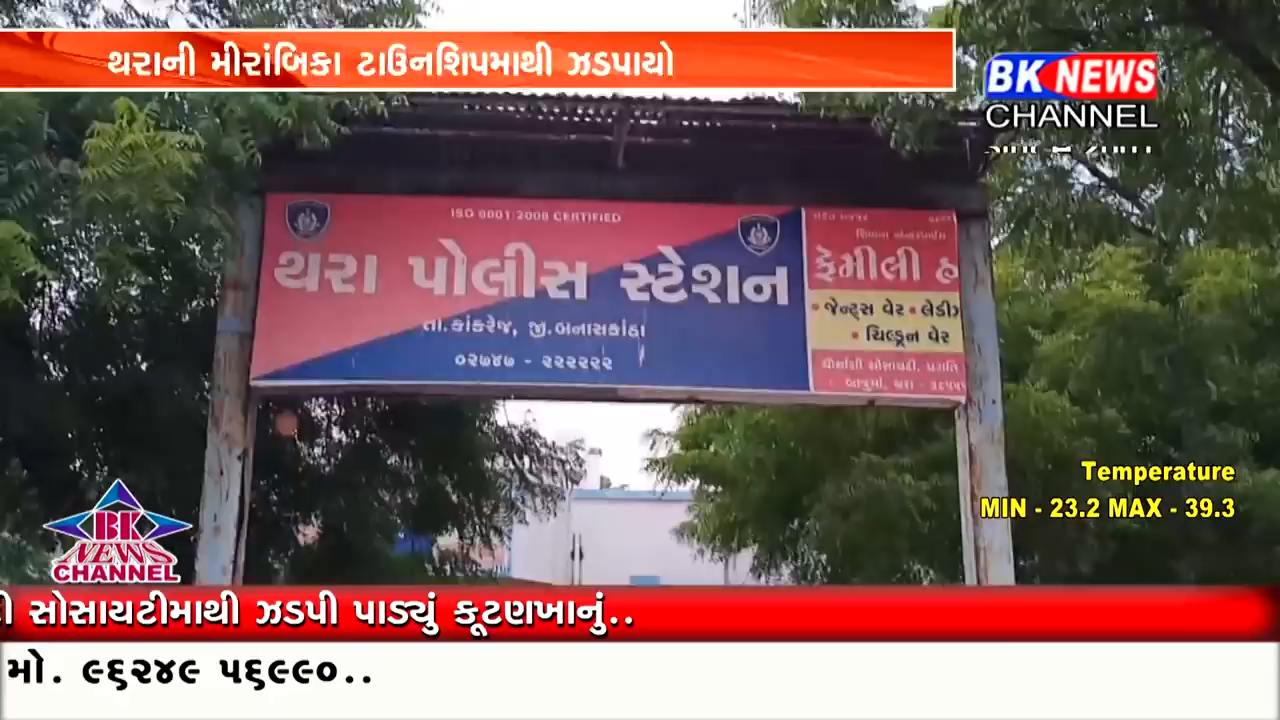 થરાની મીરાંબિકા ટાઉનશિપમાથી ઝડપાયો
BK NEWS
CHANNEL
ISO 9001:2008 CERTIFIED
થરા પોલીસ સ્ટેશન
તા.કાંકરેજ, જી.બનાસકાંઠા
૦૨૭૪૭ - ૨૨૨૨૨૨
ફેમીલી
• જેન્ટ્સ વેર •
• ચિલ્ડ્રન વેર
Temperature
MIN - 23.2 MAX - 39.3
BK
NEWS
CHANNEL
સોસાયટીમાથી ઝડપી પાડ્યું કૂટણખાનું..
મો. ૯૬૨૪૯ ૫૬૯૯૦..